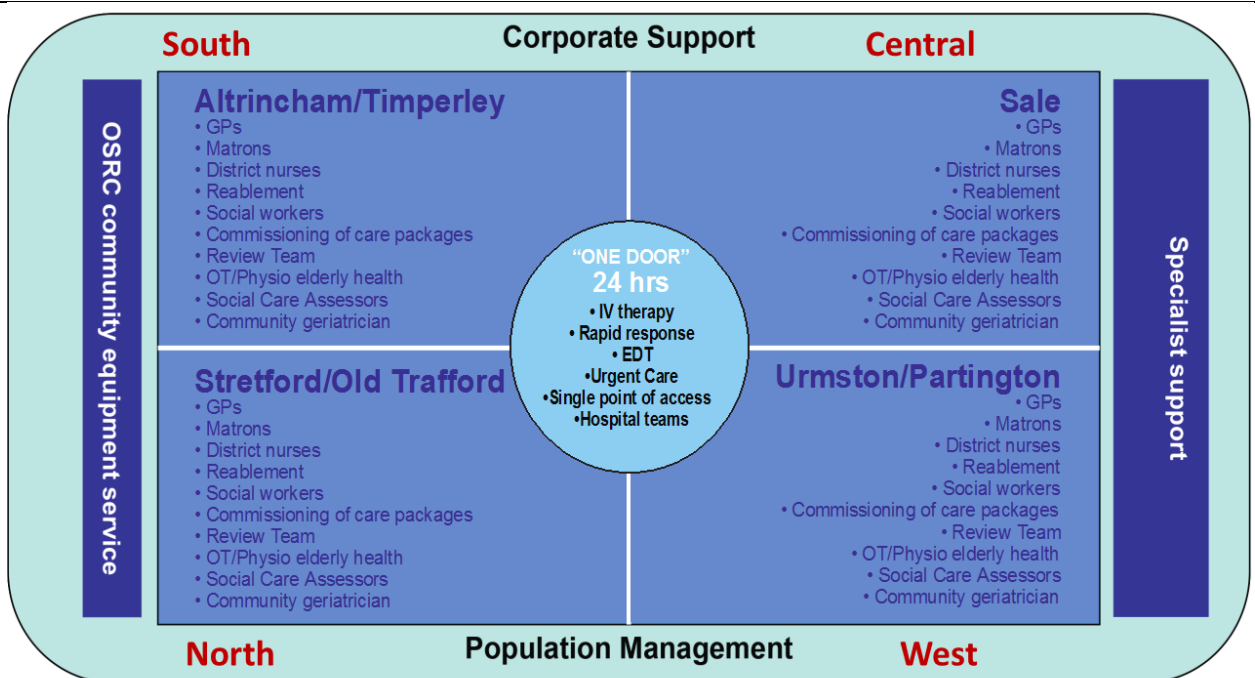 South
Corporate Support
Central
OSRC community equipment service
Altrincham/Timperley
• GPs
• Matrons
• District nurses
• Reablement
• Social workers
• Commissioning of care packages
• Review Team
• OT/Physio elderly health
• Social Care Assessors
• Community geriatrician
Sale
• GPs
• Matrons
• District nurses
• Reablement
• Social workers
• Commissioning of care packages
• Review Team
• OT/Physio elderly health
• Social Care Assessors
• Community geriatrician
“ONE DOOR”
24 hrs
• IV therapy
• Rapid response
• EDT
•Urgent Care
•Single point of access
•Hospital teams
Stretford/Old Trafford
• GPs
• Matrons
• District nurses
• Reablement
• Social workers
• Commissioning of care packages
• Review Team
• OT/Physio elderly health
• Social Care Assessors
• Community geriatrician
Urmston/Partington
• GPs
• Matrons
• District nurses
• Reablement
• Social workers
• Commissioning of care packages
• Review Team
• OT/Physio elderly health
• Social Care Assessors
• Community geriatrician
Specialist support
North
Population Management
West